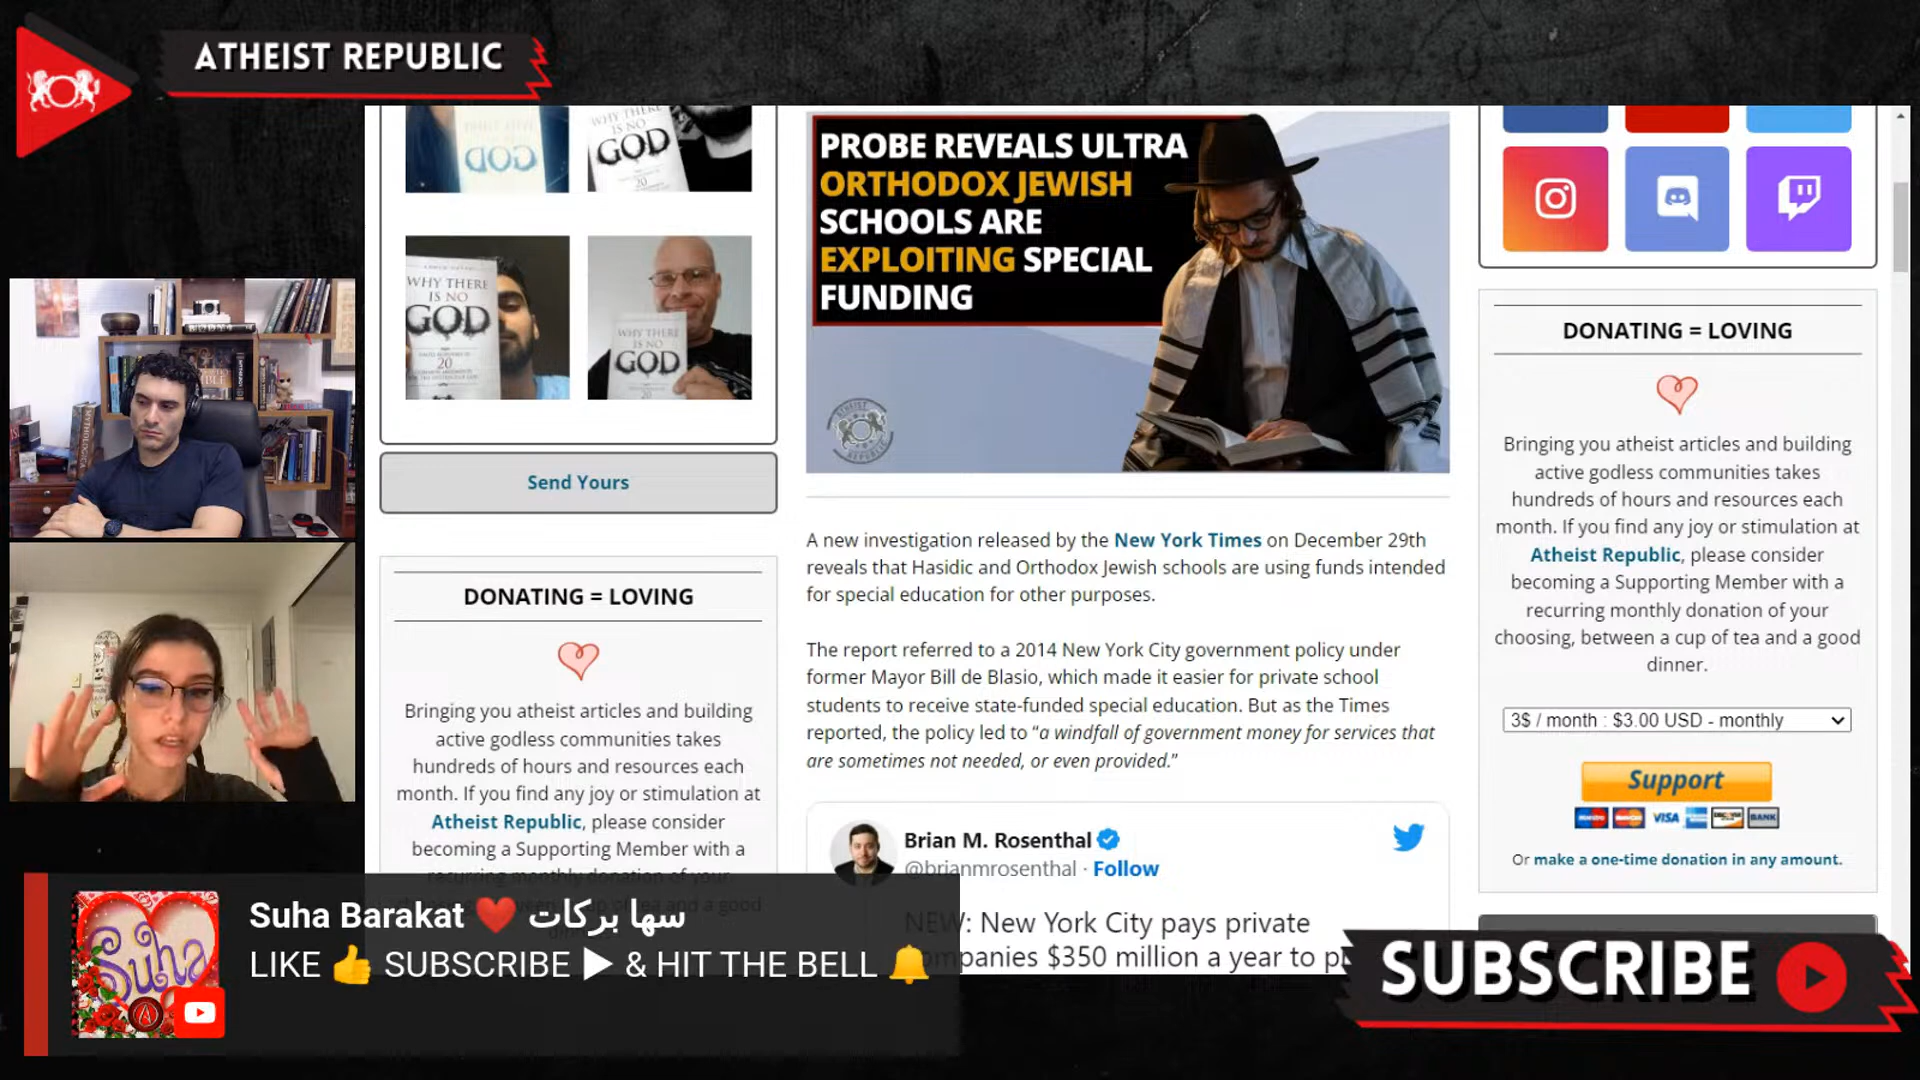 ATHEIST REPUBLIC
WHY THERE
IS NO
GOD
20
WHY THERE
IS NO
GOD
20
WHY THERE
IS NO
GOD
Send Yours
DONATING = LOVING
Bringing you atheist articles and building
active godless communities takes
hundreds of hours and resources each
month. If you find any joy or stimulation at
Atheist Republic, please consider
becoming a Supporting Member with a
recurring monthly donation of your
PROBE REVEALS ULTRA
ORTHODOX JEWISH
SCHOOLS ARE
EXPLOITING SPECIAL
FUNDING
ATHEIST
REPUBLIC
A new investigation released by the New York Times on December 29th
reveals that Hasidic and Orthodox Jewish schools are using funds intended
for special education for other purposes.
The report referred to a 2014 New York City government policy under
former Mayor Bill de Blasio, which made it easier for private school
students to receive state-funded special education. But as the Times
reported, the policy led to “a windfall of government money for services that
are sometimes not needed, or even provided.”
Brian M. Rosenthal
@brianmrosenthal · Follow
NEW: New York City pays private
companies $350 million a year to
DONATING = LOVING
Bringing you atheist articles and building
active godless communities takes
hundreds of hours and resources each
month. If you find any joy or stimulation at
Atheist Republic, please consider
becoming a Supporting Member with a
recurring monthly donation of your
choosing, between a cup of tea and a good
dinner.
3$ / month : $3.00 USD - monthly
Support
VISA
BANK
Or make a one-time donation in any amount.
Suha
Suha Barakat ❤️ سها بركات
LIKE 👍 SUBSCRIBE ▶ & HIT THE BELL 🔔
SUBSCRIBE